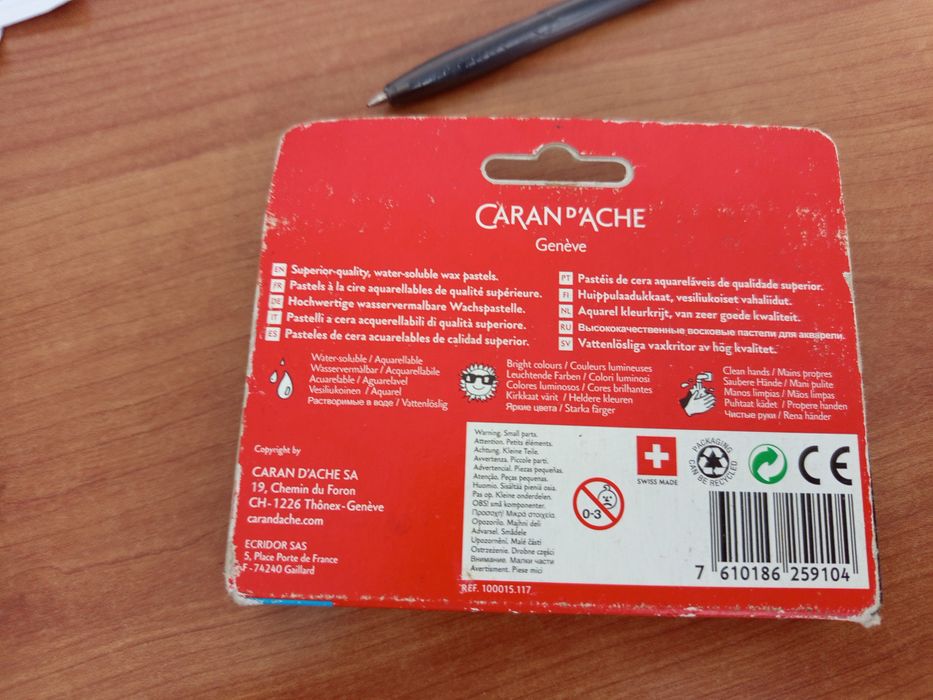 CARAN D'ACHE
Genève
EN Superior-quality, water-soluble wax pastels.
FR Pastels à la cire aquarellables de qualité supérieure.
DE Hochwertige wasservermalbare Wachspastelle.
IT Pastelli a cera acquerellabili di qualità superiore.
ES Pasteles de cera acuarelables de calidad superior.
PT Pastéis de cera aquareláveis de qualidade superior.
FI Huippulaadukkaat, vesiliukoiset vahaliidut.
NL Aquarel kleurkrijt, van zeer goede kwaliteit.
RU Высококачественные восковые пастели для акварели.
SV Vattenlösliga vaxkritor av hög kvalitet.
Water-soluble / Aquarellable
Wasservermalbar / Acquarellabile
Acuarelable / Aguarelavel
Vesiliukoinen / Aquarel
Растворимые в воде / Vattenlöslig
Bright colours / Couleurs lumineuses
Leuchtende Farben / Colori luminosi
Colores luminosos / Cores brilhantes
Kirkkaat värit / Heldere kleuren
Яркие цвета / Starka färger
Clean hands / Mains propres
Saubere Hände / Mani pulite
Manos limpias / Mãos limpas
Puhtaat kädet / Propere handen
Чистые руки / Rena händer
Copyright by
CARAN D'ACHE SA
19, Chemin du Foron
CH-1226 Thônex-Genève
carandache.com
ECRIDOR SAS
5, Place Porte de France
F-74240 Gaillard
Warning. Small parts.
Attention. Petits éléments.
Achtung. Kleine Teile.
Avvertenza. Piccole parti.
Advertencial. Piezas pequeñas.
Atenção. Peças pequenas.
Huomio. Sisältää pieniä osia.
Pas op. Kleine onderdelen.
OBS! små komponenter.
Προσοχή! Μικρά στοιχεία.
Opozorilo. Majhni deli
Advarsel. Smådele
Upozornění. Malé části
Ostrzeżenie. Drobne części
Внимание. Малки части
Avertisment. Piese mici
0-3
SWISS MADE
PACKAGING
CAN BE RECYCLED
CE
7 610186 259104
REF. 100015.117